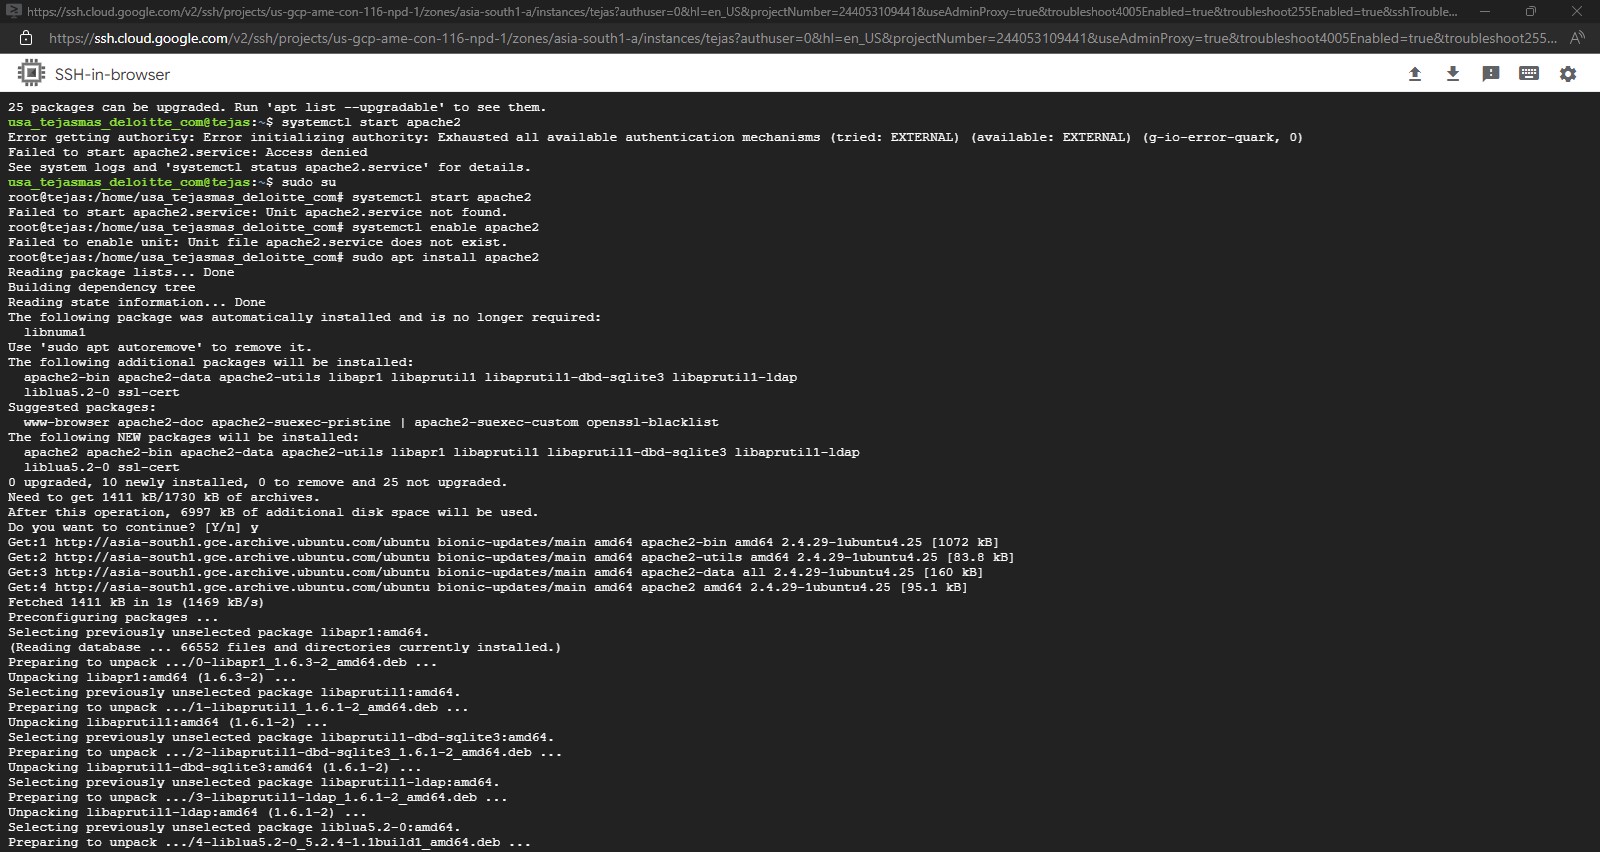 https://ssh.cloud.google.com/v2/ssh/projects/us-gcp-ame-con-116-npd-1/zones/asia-south1-a/instances/tejas?authuser=0&hl=en_US&projectNumber=244053109441&useAdminProxy=true&troubleshoot4005Enabled=true&troubleshoot255Enabled=true&sshTrouble...
https://ssh.cloud.google.com/v2/ssh/projects/us-gcp-ame-con-116-npd-1/zones/asia-south1-a/instances/tejas?authuser=0&hl=en_US&projectNumber=244053109441&useAdminProxy=true&troubleshoot4005Enabled=true&troubleshoot255...
SSH-in-browser
25 packages can be upgraded. Run 'apt list --upgradable' to see them.
usa_tejasmas_deloitte_com@tejas:~$ systemctl start apache2
Error getting authority: Error initializing authority: Exhausted all available authentication mechanisms (tried: EXTERNAL) (available: EXTERNAL) (g-io-error-quark, 0)
Failed to start apache2.service: Access denied
See system logs and 'systemctl status apache2.service' for details.
usa_tejasmas_deloitte_com@tejas:~$ sudo su
root@tejas:/home/usa_tejasmas_deloitte_com# systemctl start apache2
Failed to start apache2.service: Unit apache2.service not found.
root@tejas:/home/usa_tejasmas_deloitte_com# systemctl enable apache2
Failed to enable unit: Unit file apache2.service does not exist.
root@tejas:/home/usa_tejasmas_deloitte_com# sudo apt install apache2
Reading package lists... Done
Building dependency tree
Reading state information... Done
The following package was automatically installed and is no longer required:
  libnuma1
Use 'sudo apt autoremove' to remove it.
The following additional packages will be installed:
  apache2-bin apache2-data apache2-utils libapr1 libaprutil1 libaprutil1-dbd-sqlite3 libaprutil1-ldap
  liblua5.2-0 ssl-cert
Suggested packages:
  www-browser apache2-doc apache2-suexec-pristine | apache2-suexec-custom openssl-blacklist
The following NEW packages will be installed:
  apache2 apache2-bin apache2-data apache2-utils libapr1 libaprutil1 libaprutil1-dbd-sqlite3 libaprutil1-ldap
  liblua5.2-0 ssl-cert
0 upgraded, 10 newly installed, 0 to remove and 25 not upgraded.
Need to get 1411 kB/1730 kB of archives.
After this operation, 6997 kB of additional disk space will be used.
Do you want to continue? [Y/n] y
Get:1 http://asia-south1.gce.archive.ubuntu.com/ubuntu bionic-updates/main amd64 apache2-bin amd64 2.4.29-1ubuntu4.25 [1072 kB]
Get:2 http://asia-south1.gce.archive.ubuntu.com/ubuntu bionic-updates/main amd64 apache2-utils amd64 2.4.29-1ubuntu4.25 [83.8 kB]
Get:3 http://asia-south1.gce.archive.ubuntu.com/ubuntu bionic-updates/main amd64 apache2-data all 2.4.29-1ubuntu4.25 [160 kB]
Get:4 http://asia-south1.gce.archive.ubuntu.com/ubuntu bionic-updates/main amd64 apache2 amd64 2.4.29-1ubuntu4.25 [95.1 kB]
Fetched 1411 kB in 1s (1469 kB/s)
Preconfiguring packages ...
Selecting previously unselected package libapr1:amd64.
(Reading database ... 66552 files and directories currently installed.)
Preparing to unpack .../0-libapr1_1.6.3-2_amd64.deb ...
Unpacking libapr1:amd64 (1.6.3-2) ...
Selecting previously unselected package libaprutil1:amd64.
Preparing to unpack .../1-libaprutil1_1.6.1-2_amd64.deb ...
Unpacking libaprutil1:amd64 (1.6.1-2) ...
Selecting previously unselected package libaprutil1-dbd-sqlite3:amd64.
Preparing to unpack .../2-libaprutil1-dbd-sqlite3_1.6.1-2_amd64.deb ...
Unpacking libaprutil1-dbd-sqlite3:amd64 (1.6.1-2) ...
Selecting previously unselected package libaprutil1-ldap:amd64.
Preparing to unpack .../3-libaprutil1-ldap_1.6.1-2_amd64.deb ...
Unpacking libaprutil1-ldap:amd64 (1.6.1-2) ...
Selecting previously unselected package liblua5.2-0:amd64.
Preparing to unpack .../4-liblua5.2-0_5.2.4-1.1build1_amd64.deb ...